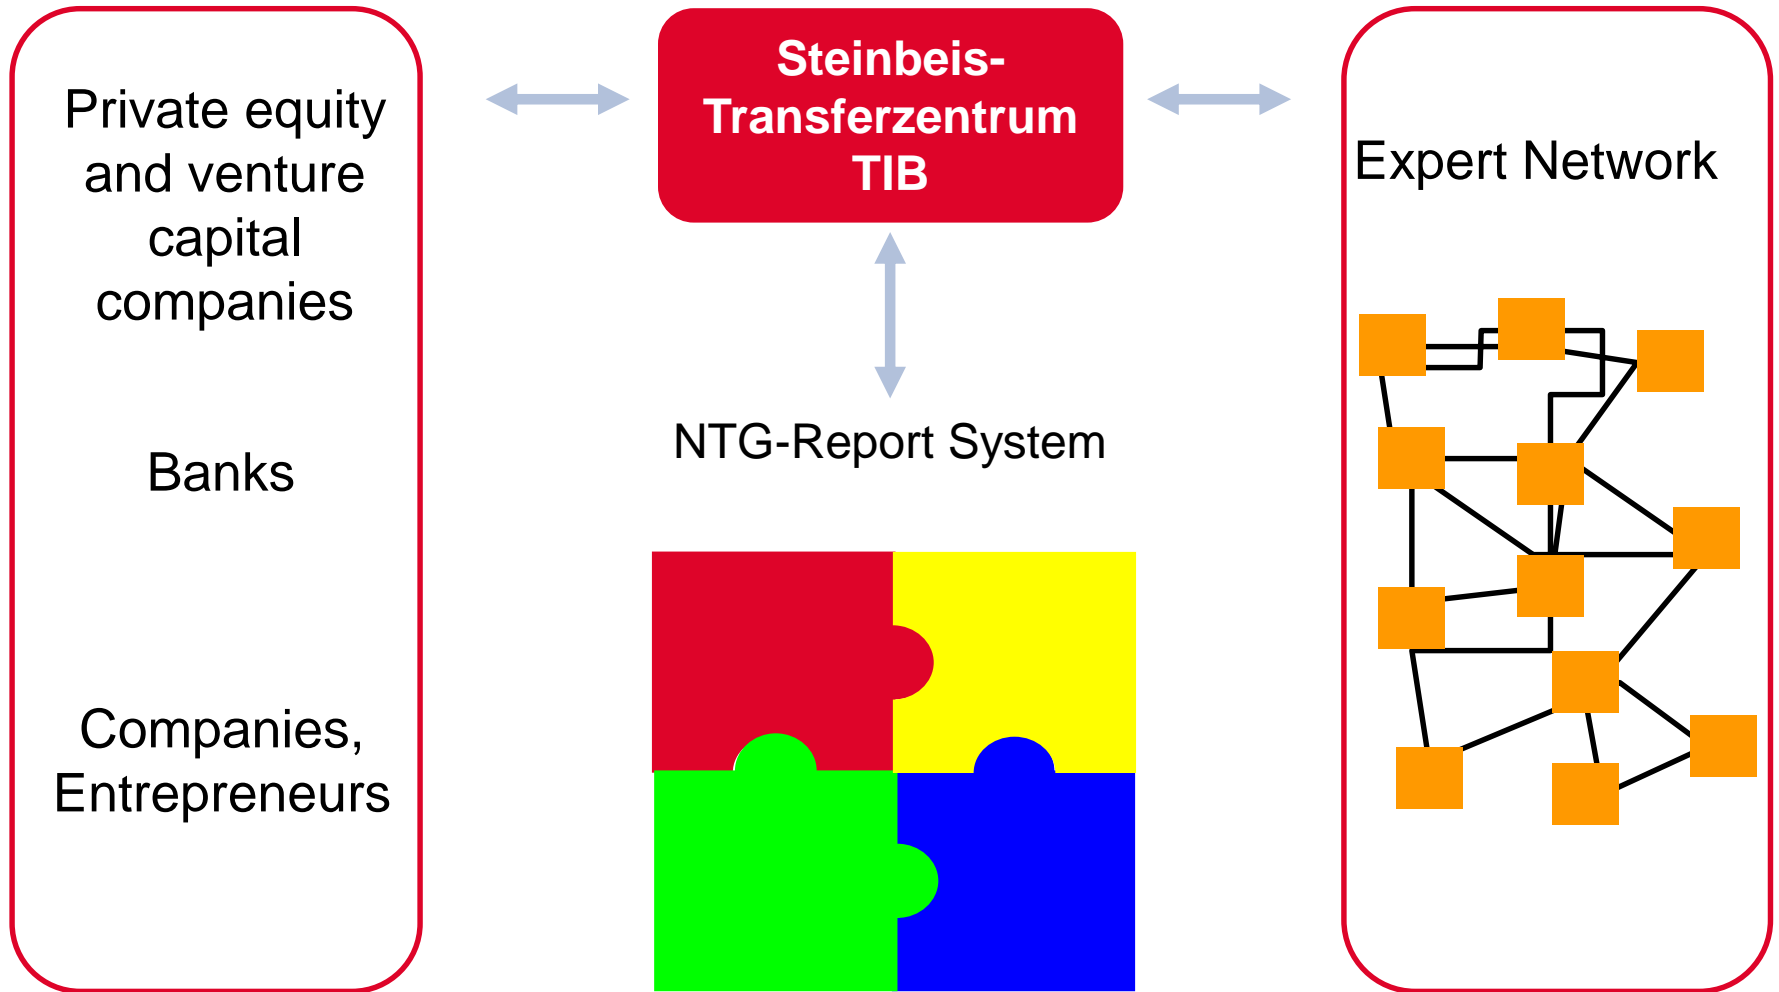 Private equity
and venture
capital
companies
Banks
Companies,
Entrepreneurs
Steinbeis-
Transferzentrum
TIB
NTG-Report System
Expert Network